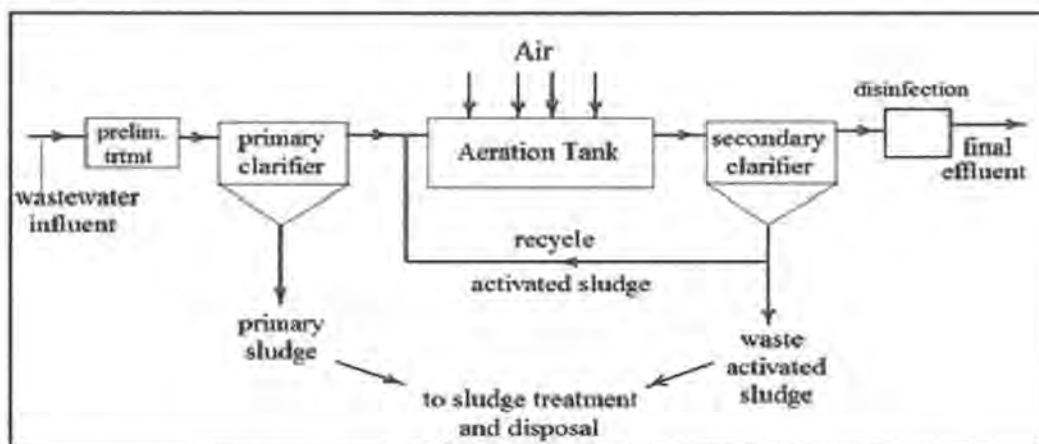 Air
disinfection
prelim.
trtmt
primary
clarifier
Aeration Tank
secondary
clarifier
final
effluent
wastewater
influent
recycle
activated sludge
primary
sludge
waste
activated
sludge
to sludge treatment
and disposal